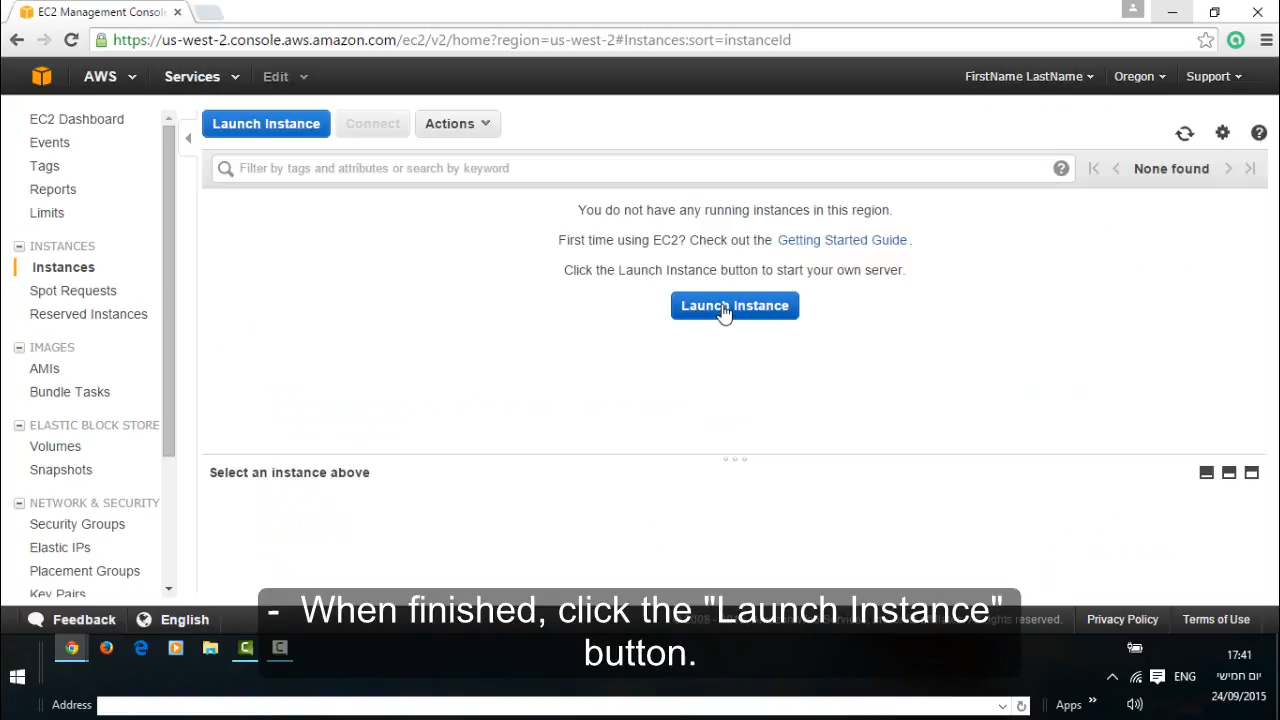 EC2 Management Consol
https://us-west-2.console.aws.amazon.com/ec2/v2/home?region=us-west-2#Instances:sort=instanceId
AWS Services Edit FirstName LastName Oregon Support
EC2 Dashboard
Events
Tags
Reports
Limits
INSTANCES
Instances
Spot Requests
Reserved Instances
IMAGES
AMIs
Bundle Tasks
ELASTIC BLOCK STORE
Volumes
Snapshots
NETWORK & SECURITY
Security Groups
Elastic IPs
Placement Groups
Key Pairs
Launch Instance Connect Actions
Filter by tags and attributes or search by keyword
None found
You do not have any running instances in this region.
First time using EC2? Check out the Getting Started Guide.
Click the Launch Instance button to start your own server.
Launch Instance
Select an instance above
- When finished, click the "Launch Instance"
button.
Feedback English reserved. Privacy Policy Terms of Use
ENG
17:41
יום חמישי
24/09/2015
Address Apps